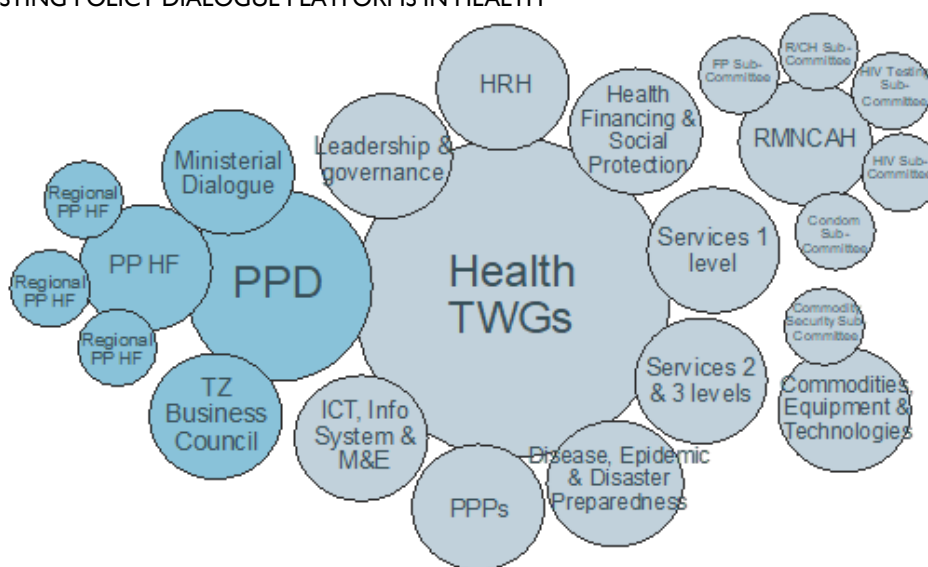 STING POLICY DIALOGUE PLATFORMS IN HEALTH
HRH
Health
Financing &
Social
Protection
FP Sub-
Committee
R/CH Sub-
Committee
HIV Testing
Sub-
Committee
RMNCAH
HIV Sub-
Committee
Condom
Sub-
Committee
Leadership &
governance
Ministerial
Dialogue
Regional
PP HF
PP HF
Regional
PP HF
Regional
PP HF
PPD
Health
TWGs
Services 1
level
Services 2
& 3 levels
Commodity
Security Sub
Committee
Commodities,
Equipment &
Technologies
TZ
Business
Council
ICT, Info
System &
M&E
PPPs
Disease, Epidemic
& Disaster
Preparedness